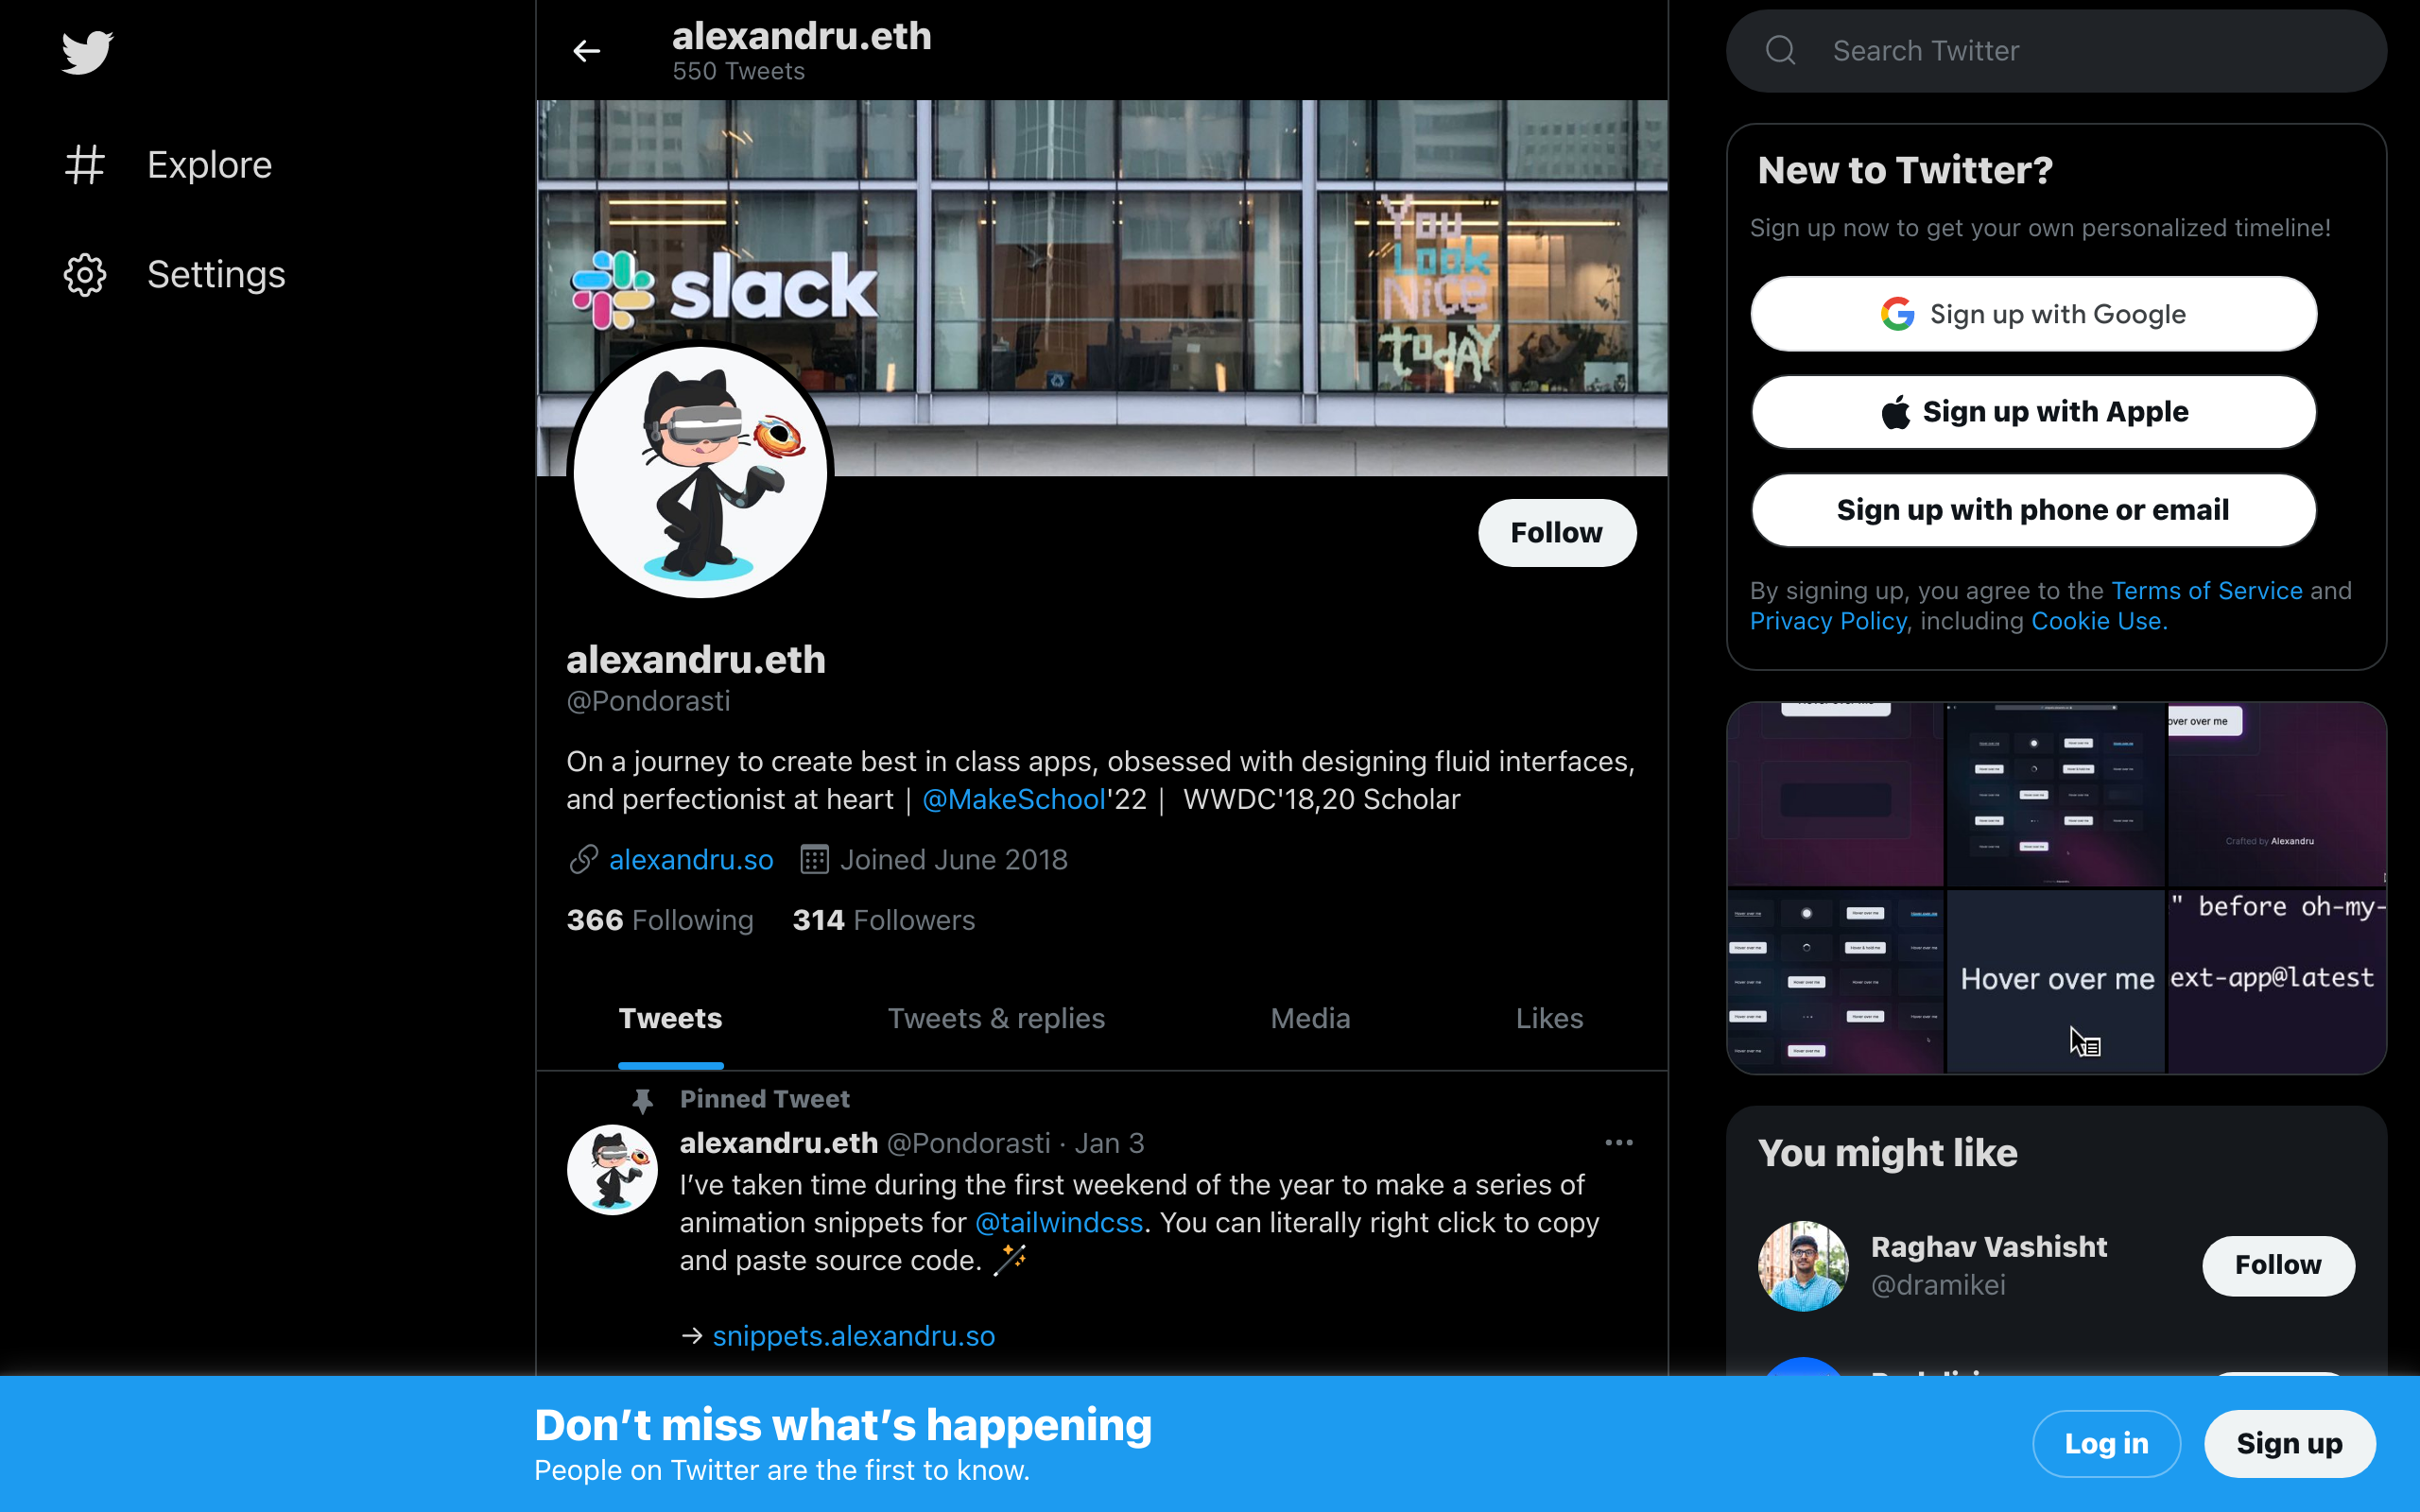 Explore
Settings
alexandru.eth
550 Tweets
slack
You
Look
Nice
today
Follow
alexandru.eth
@Pondorasti
On a journey to create best in class apps, obsessed with designing fluid interfaces,
and perfectionist at heart | @MakeSchool'22 | WWDC'18,20 Scholar
alexandru.so Joined June 2018
366 Following 314 Followers
Tweets Tweets & replies Media Likes
Pinned Tweet
alexandru.eth @Pondorasti · Jan 3
I’ve taken time during the first weekend of the year to make a series of
animation snippets for @tailwindcss. You can literally right click to copy
and paste source code.
→ snippets.alexandru.so
Search Twitter
New to Twitter?
Sign up now to get your own personalized timeline!
Sign up with Google
Sign up with Apple
Sign up with phone or email
By signing up, you agree to the Terms of Service and
Privacy Policy, including Cookie Use.
over over me
Crafted by Alexandru
Hover over me
" before oh-my-
ext-app@latest
You might like
Raghav Vashisht
@dramikei
Follow
Don’t miss what’s happening
People on Twitter are the first to know.
Log in
Sign up